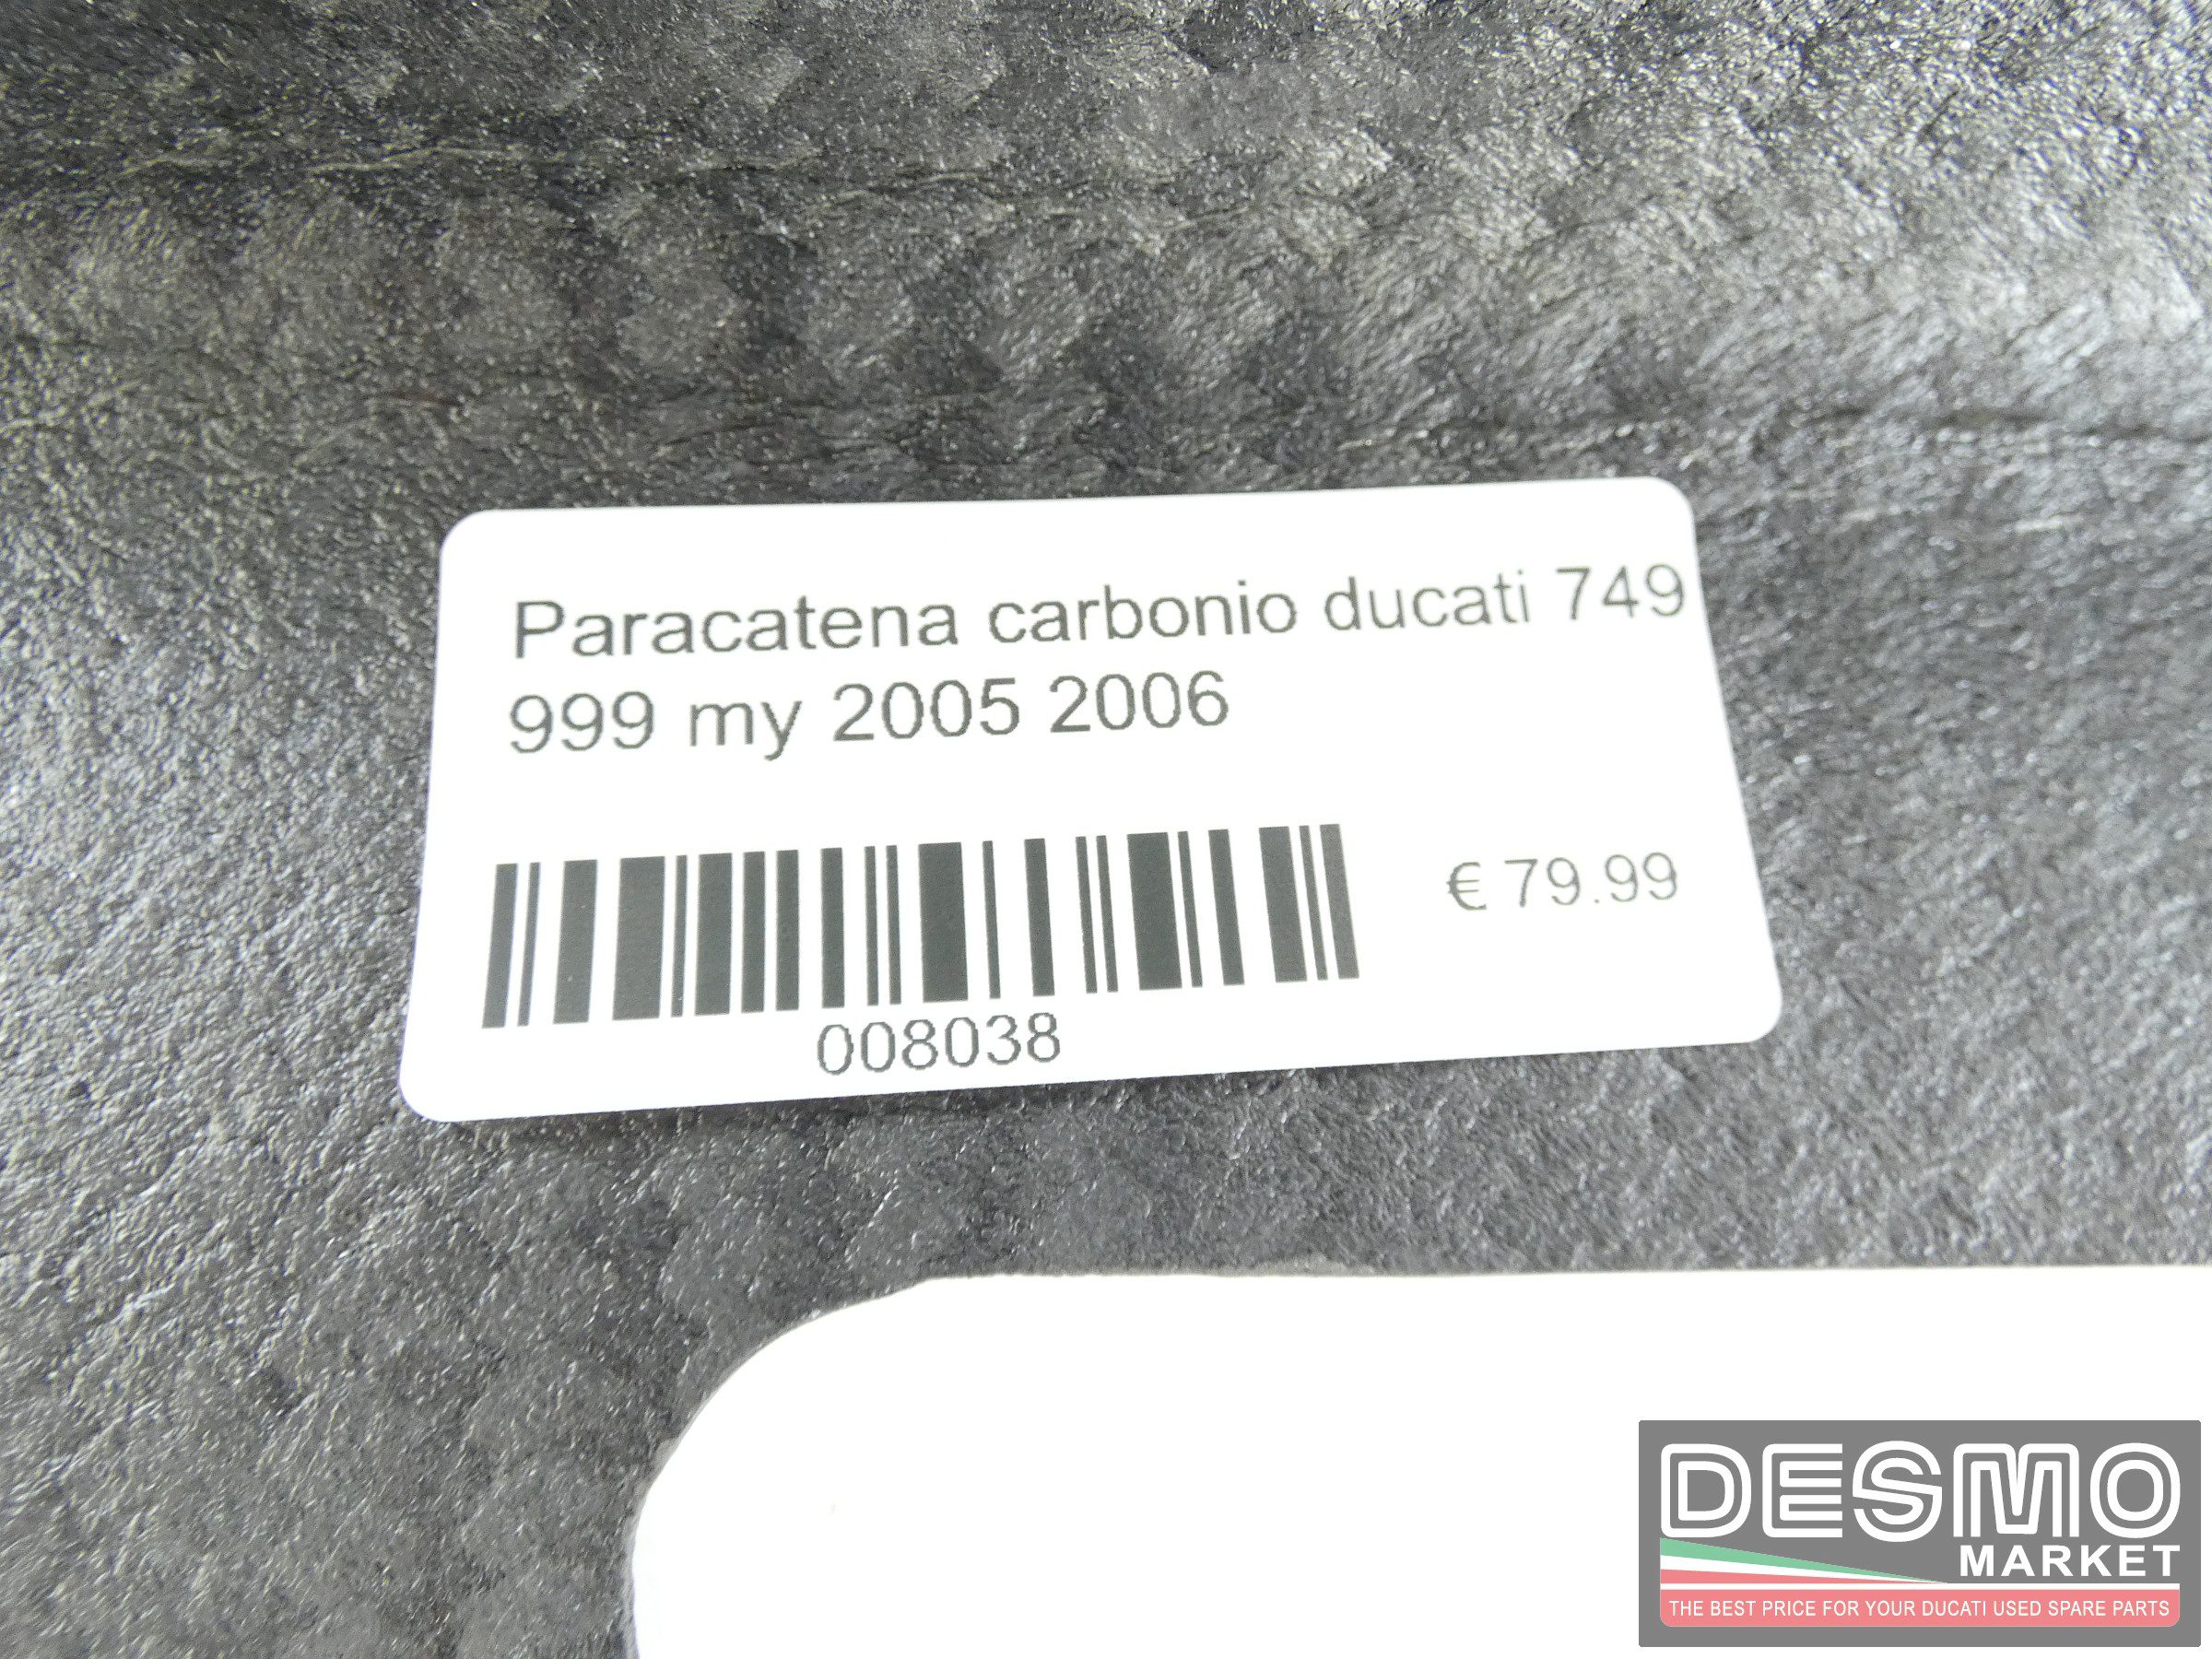 Paracatena carbonio ducati 749
999 my 2005 2006
€ 79.99
008038
DESMO
MARKET
THE BEST PRICE FOR YOUR DUCATI USED SPARE PARTS